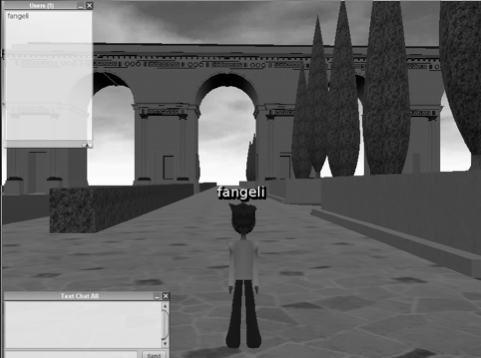 Users (1)
fangeli
fangeli
Text Chat All
Send